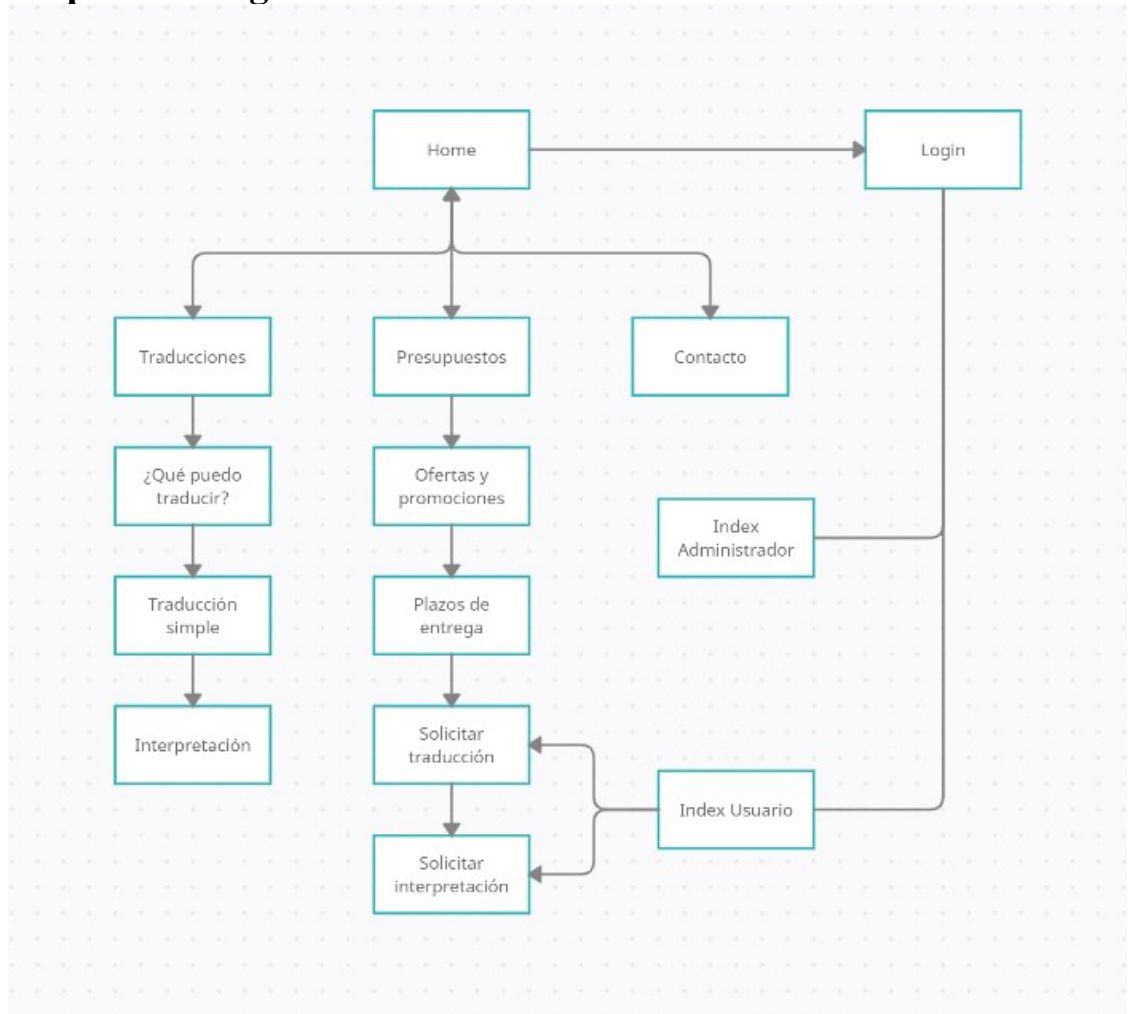 Home
Login
Traducciones
Presupuestos
Contacto
¿Qué puedo
traducir?
Ofertas y
promociones
Index
Administrador
Traducción
simple
Plazos de
entrega
Interpretación
Solicitar
traducción
Index Usuario
Solicitar
interpretación